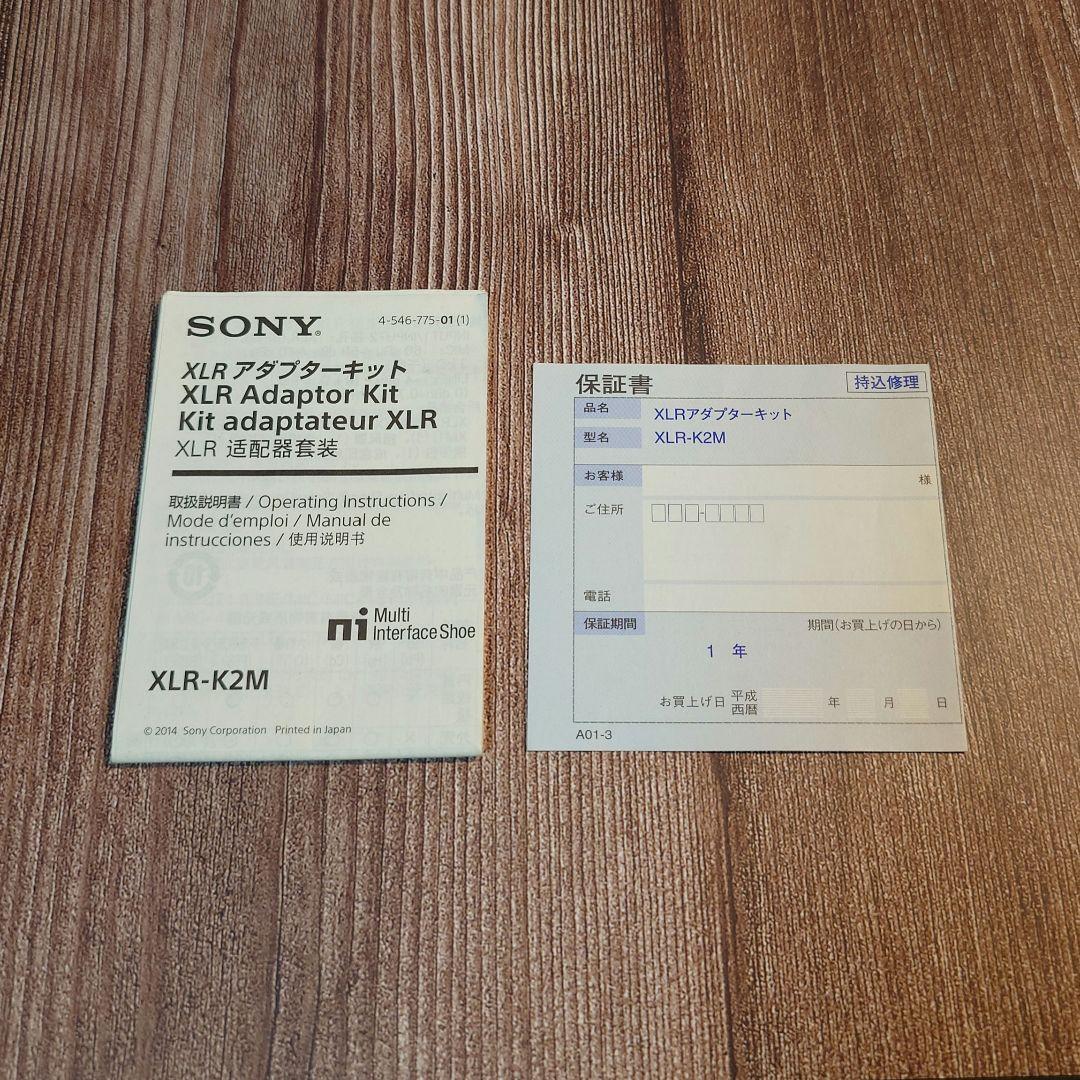 SONY®
4-546-775-01(1)
XLR アダプターキット
XLR Adaptor Kit
Kit adaptateur XLR
XLR 适配器套装
取扱説明書 / Operating Instructions /
Mode d'emploi / Manual de
instrucciones / 使用说明书
Multi
Interface Shoe
XLR-K2M
© 2014 Sony Corporation Printed in Japan
保証書
持込修理
品名 XLRアダプターキット
型名 XLR-K2M
お客様 様
ご住所
電話
保証期間 期間(お買上げの日から)
1 年
お買上げ日 平成 年 月 日
西暦
A01-3